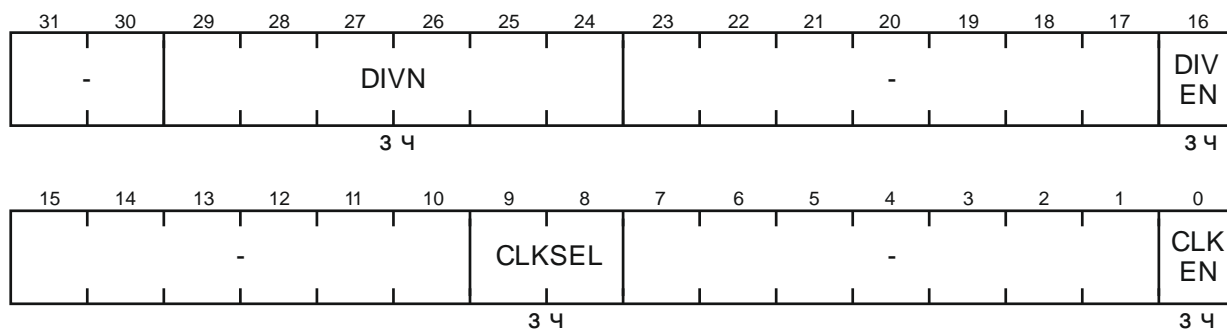 31 30 29 28 27 26 25 24 23 22 21 20 19 18 17 16
- DIVN - DIV
EN
З Ч З Ч
15 14 13 12 11 10 9 8 7 6 5 4 3 2 1 0
- CLKSEL - CLK
EN
З Ч З Ч